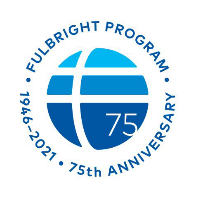 • FULBRIGHT PROGRAM •
1946–2021 • 75th ANNIVERSARY
75